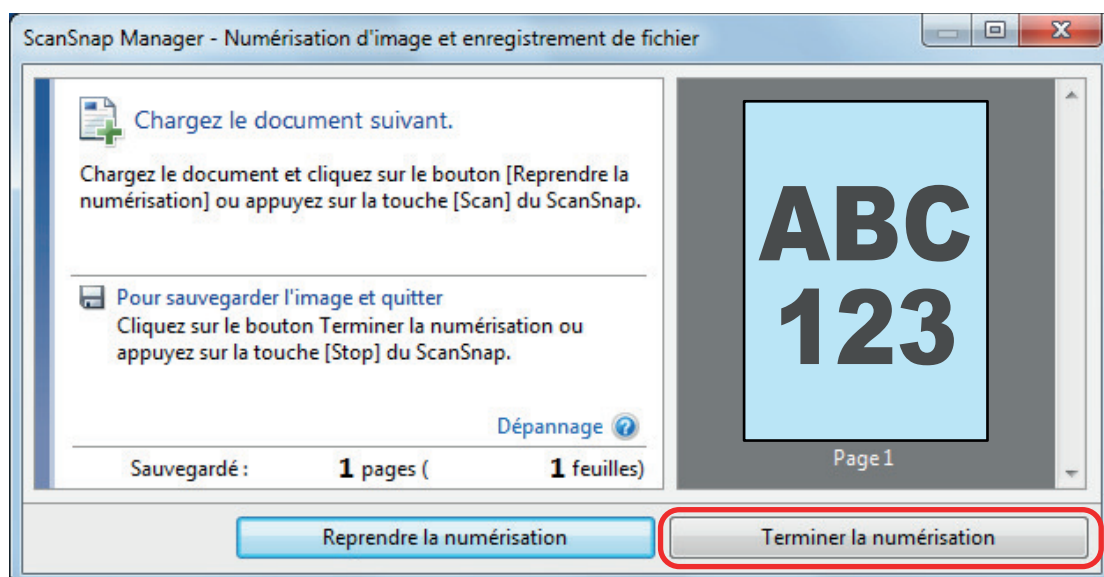 ScanSnap Manager - Numérisation d'image et enregistrement de fichier
Chargez le document suivant.
Chargez le document et cliquez sur le bouton [Reprendre la
numérisation] ou appuyez sur la touche [Scan] du ScanSnap.
Pour sauvegarder l'image et quitter
Cliquez sur le bouton Terminer la numérisation ou
appuyez sur la touche [Stop] du ScanSnap.
Dépannage ?
Sauvegardé : 1 pages ( 1 feuilles)
ABC
123
Page 1
Reprendre la numérisation
Terminer la numérisation